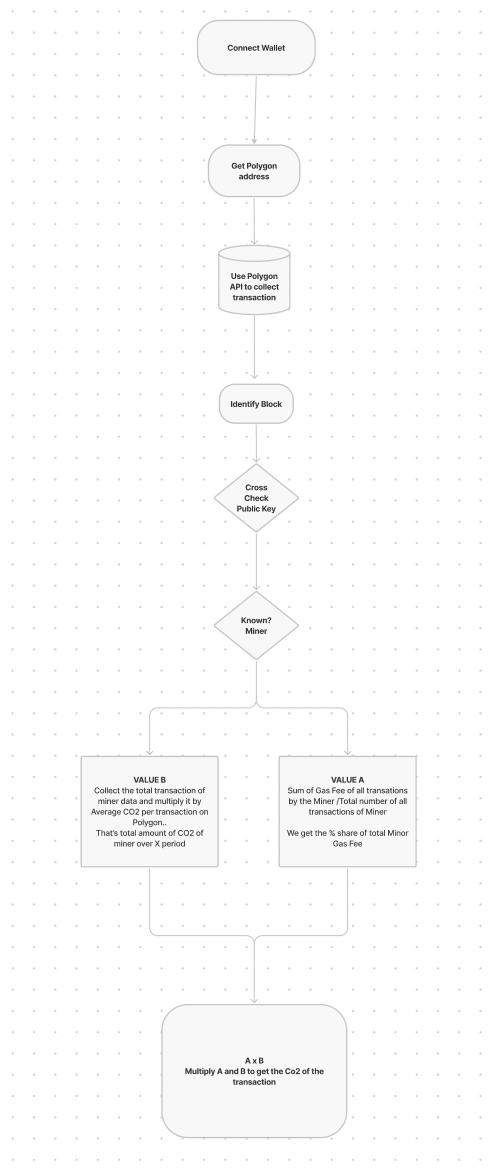 Connect Wallet
Get Polygon
address
Use Polygon
API to collect
transaction
Identify Block
Cross
Check
Public Key
Known?
Miner
VALUE B
Collect the total transaction of
miner data and multiply it by
Average CO2 per transaction on
Polygon..
That's total amount of CO2 of
miner over X period
VALUE A
Sum of Gas Fee of all transations
by the Miner /Total number of all
transactions of Miner
We get the % share of total Minor
Gas Fee
A x B
Multiply A and B to get the Co2 of the
transaction